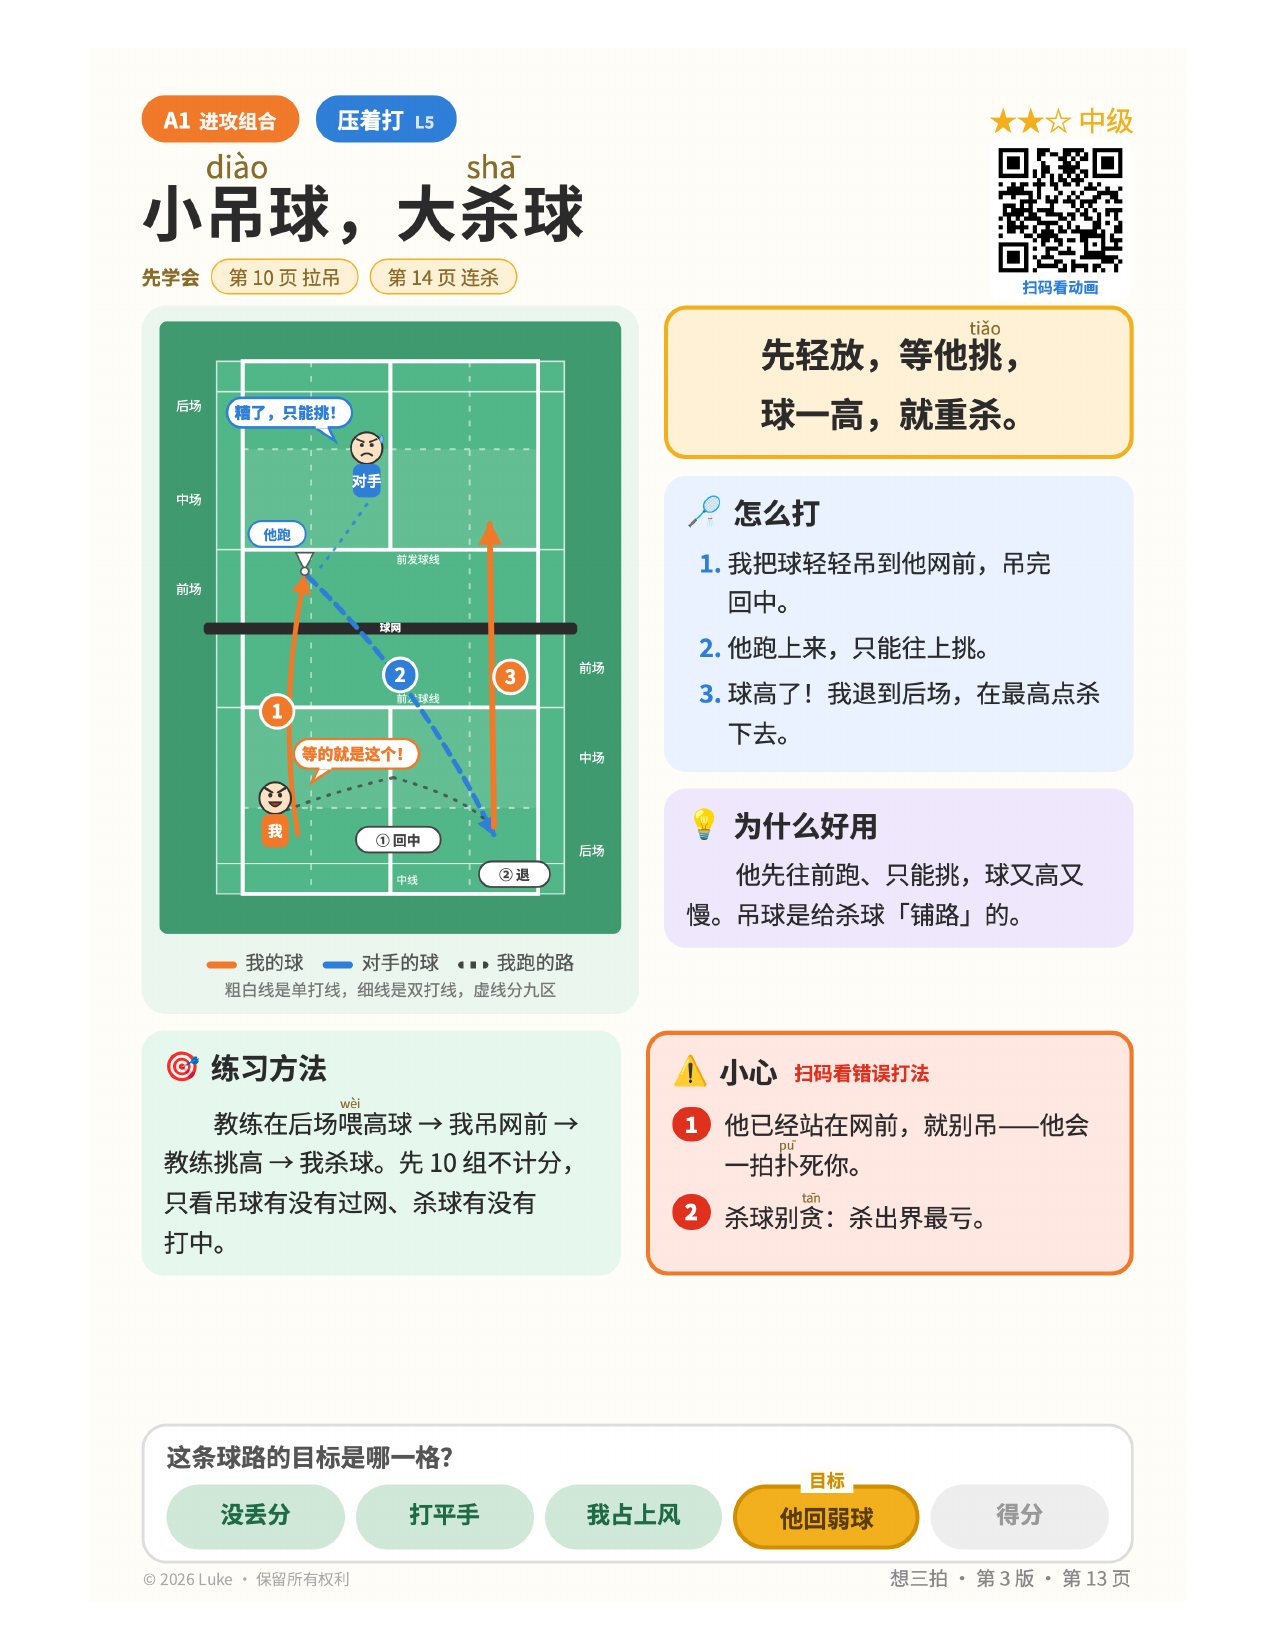 A1 进攻组合
压着打 L5
★★☆ 中级
diào shā
小吊球，大杀球
先学会 第 10 页 拉吊 第 14 页 连杀
扫码看动画
后场
糟了，只能挑！
对手
中场
他跑
前发球线
前场
球网
前场
2
3
前发球线
1
等的就是这个！
中场
我
① 回中
后场
② 退
中线
我的球 对手的球 我跑的路
粗白线是单打线，细线是双打线，虚线分九区
tiǎo
先轻放，等他挑，
球一高，就重杀。
怎么打
1. 我把球轻轻吊到他网前，吊完
回中。
2. 他跑上来，只能往上挑。
3. 球高了！我退到后场，在最高点杀
下去。
为什么好用
他先往前跑、只能挑，球又高又
慢。吊球是给杀球「铺路」的。
练习方法
wèi
教练在后场喂高球 → 我吊网前 →
教练挑高 → 我杀球。先 10 组不计分，
只看吊球有没有过网、杀球有没有
打中。
小心 扫码看错误打法
1 他已经站在网前，就别吊——他会
pū
一拍扑死你。
tān
2 杀球别贪：杀出界最亏。
这条球路的目标是哪一格？
目标
没丢分 打平手 我占上风 他回弱球 得分
© 2026 Luke · 保留所有权利
想三拍 · 第 3 版 · 第 13 页